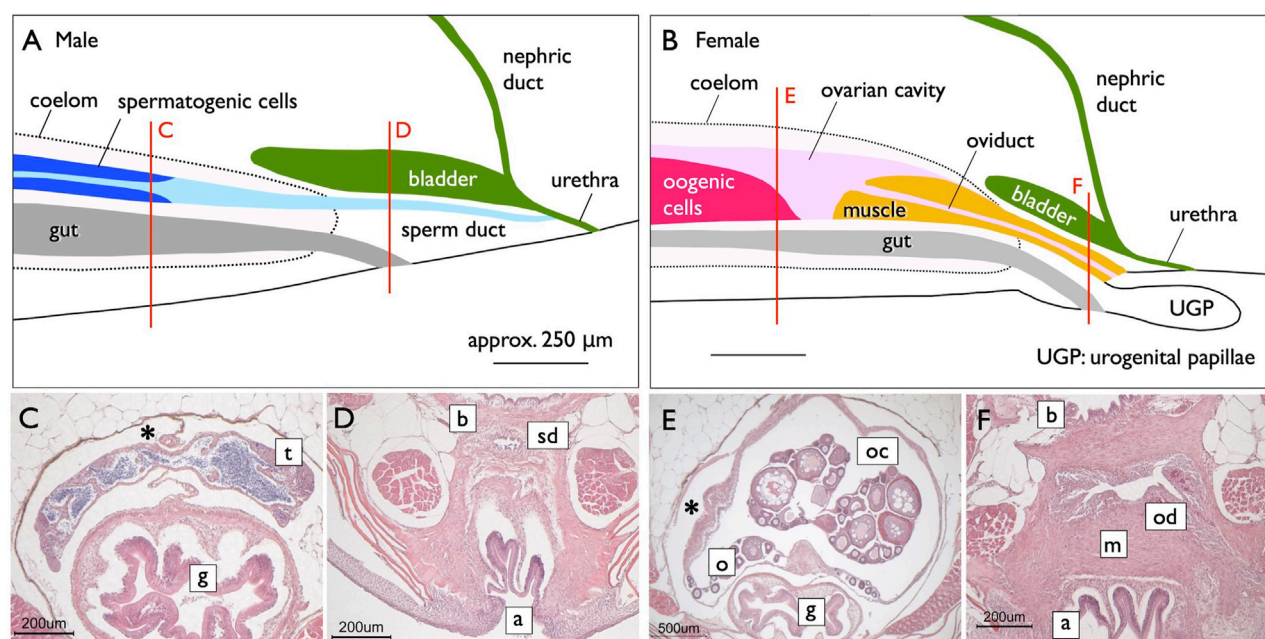 A Male
nephric
duct
coelom
spermatogenic cells
C
D
bladder
urethra
gut
sperm duct
approx. 250 μm
B Female
nephric
duct
coelom
E
ovarian cavity
oviduct
oogenic
cells
bladder
F
muscle
urethra
gut
UGP
UGP: urogenital papillae
C
*
t
g
200um
D
b
sd
a
200um
E
oc
*
o
g
500um
F
b
od
m
a
200um